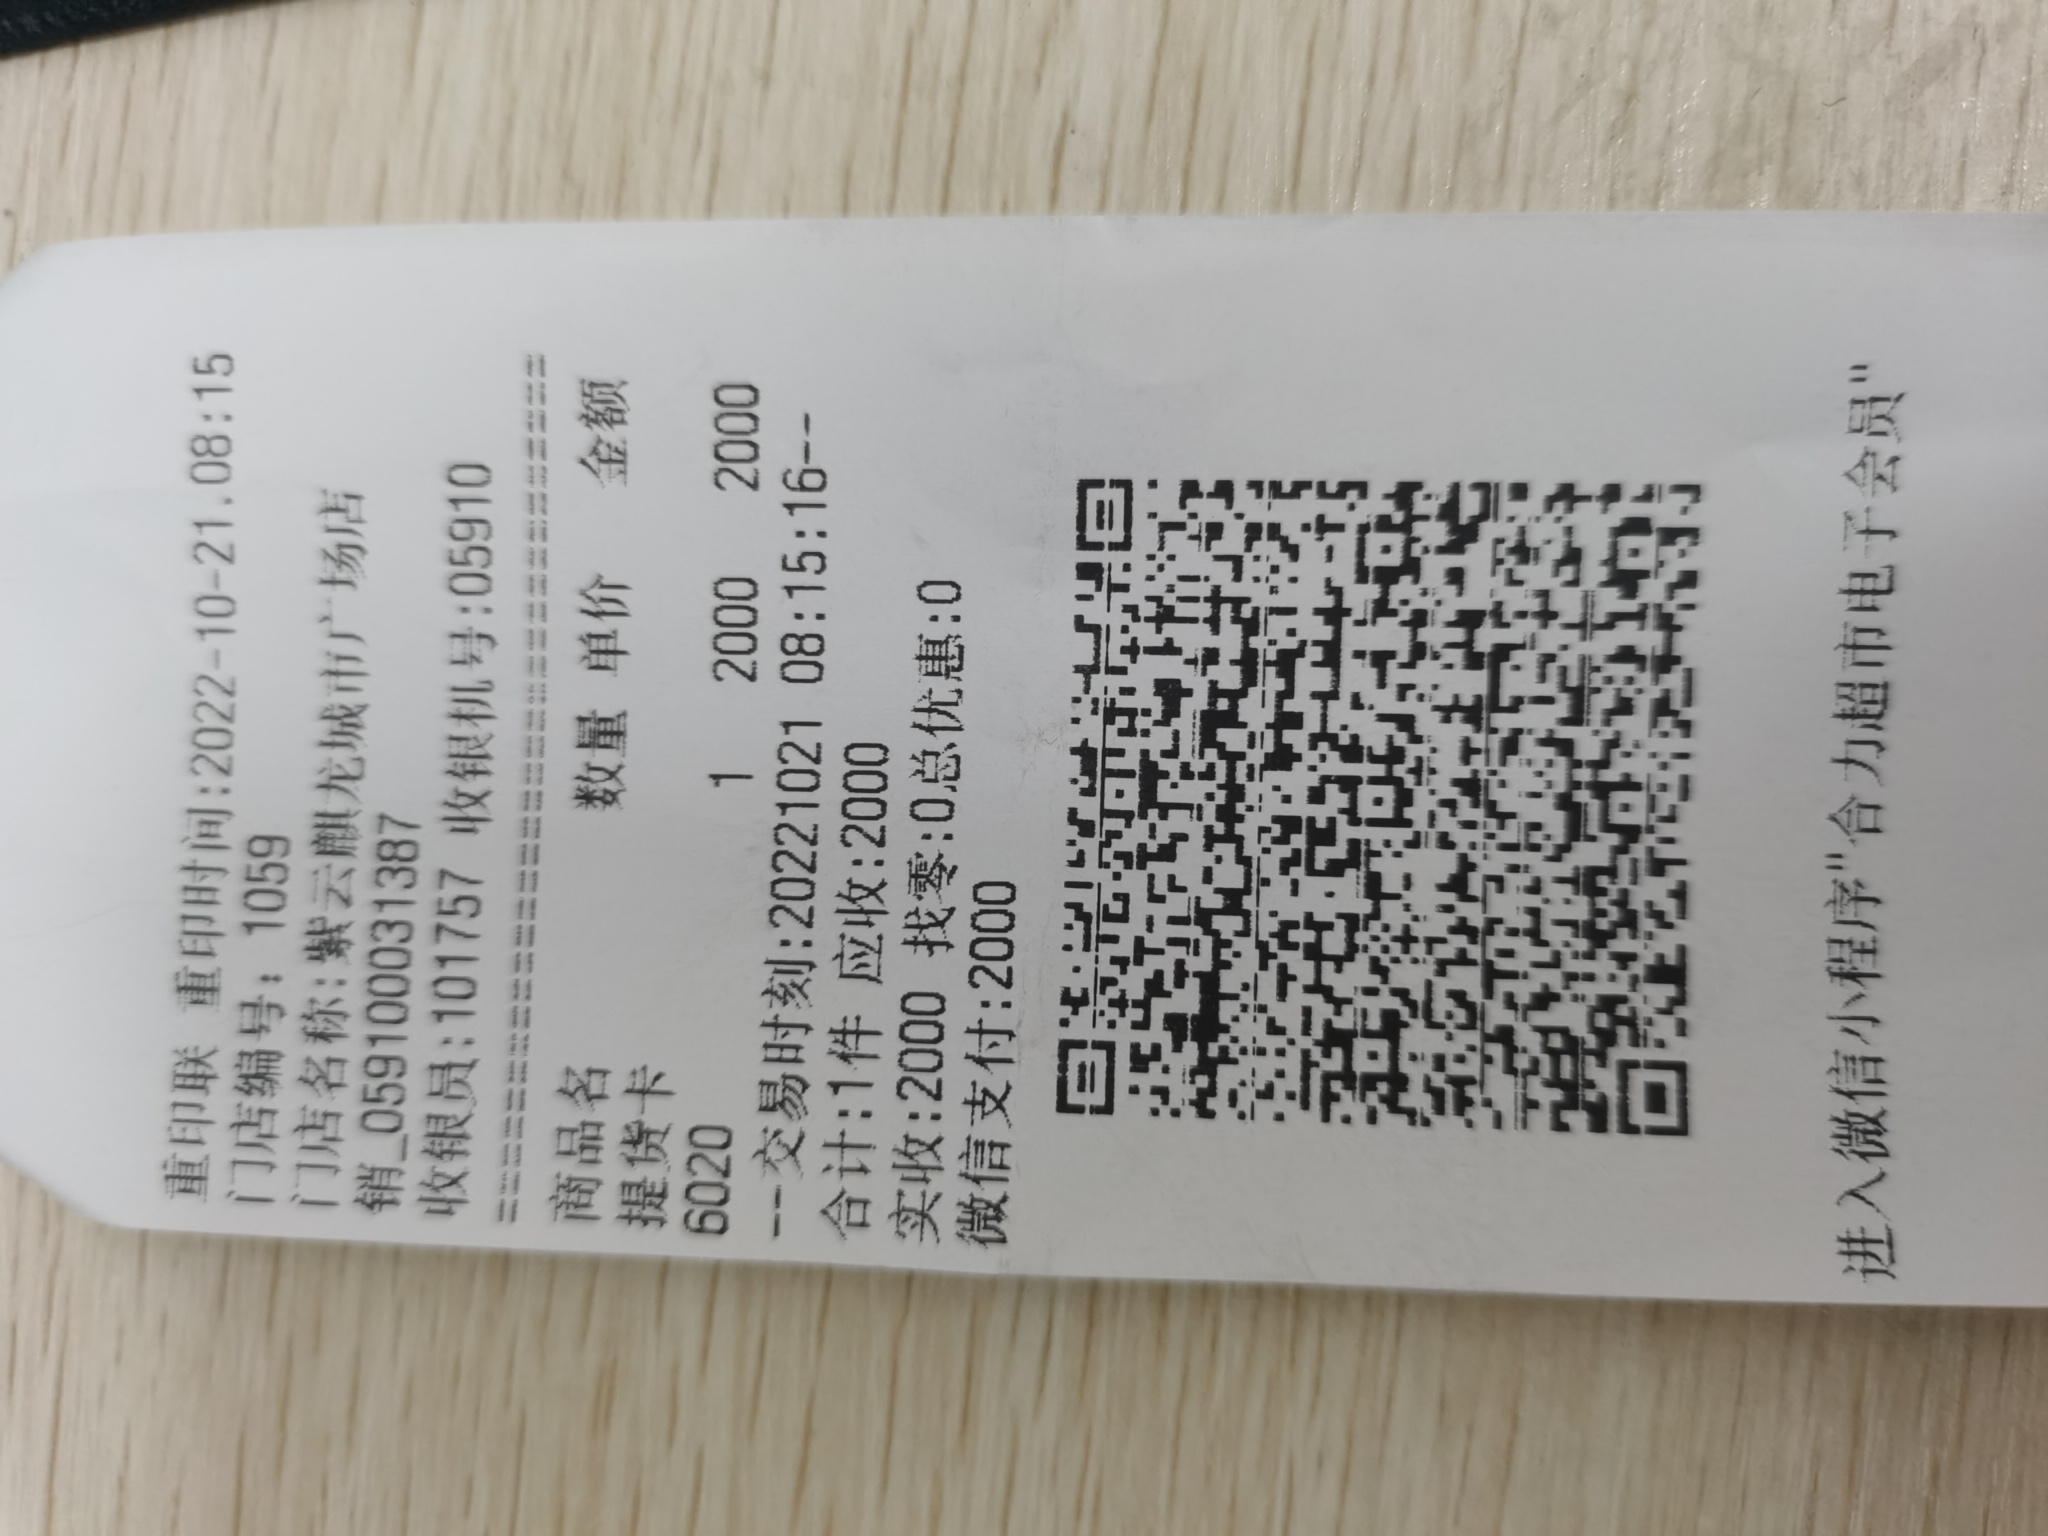 重印联 重印时间:2022-10-21.08:15
门店编号: 1059
门店名称:紫云麒龙城市广场店
销_059100031387
收银员:101757 收银机号:05910
商品名 数量 单价 金额
提货卡
6020 1 2000 2000
--交易时刻:20221021 08:15:16--
合计:1件 应收:2000
实收:2000 找零:0总优惠:0
微信支付:2000
进入微信小程序"合力超市电子会员"